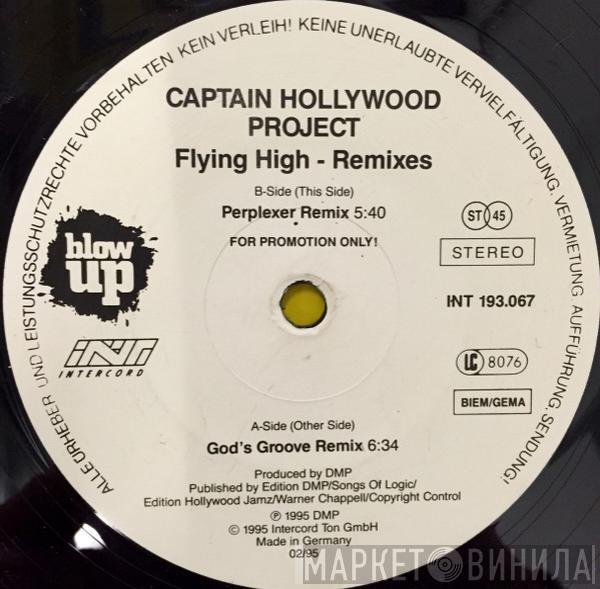 ALLE URHEBER UND LEISTUNGSSCHUTZRECHTE VORBEHALTEN KEIN VERLEIH! KEINE UNERLAUBTE VERVIELFÄLTIGUNG, VERMIETUNG, AUFFÜHRUNG, SENDUNG!
CAPTAIN HOLLYWOOD
PROJECT
Flying High - Remixes
B-Side (This Side)
Perplexer Remix 5:40
FOR PROMOTION ONLY!
blow
up
INTERCORD
ST 45
STEREO
INT 193.067
LC 8076
BIEM/GEMA
A-Side (Other Side)
God's Groove Remix 6:34
Produced by DMP
Published by Edition DMP/Songs Of Logic/
Edition Hollywood Jamz/Warner Chappell/Copyright Control
℗ 1995 DMP
© 1995 Intercord Ton GmbH
Made in Germany
02/95
МАРКЕТ ВИНИЛА